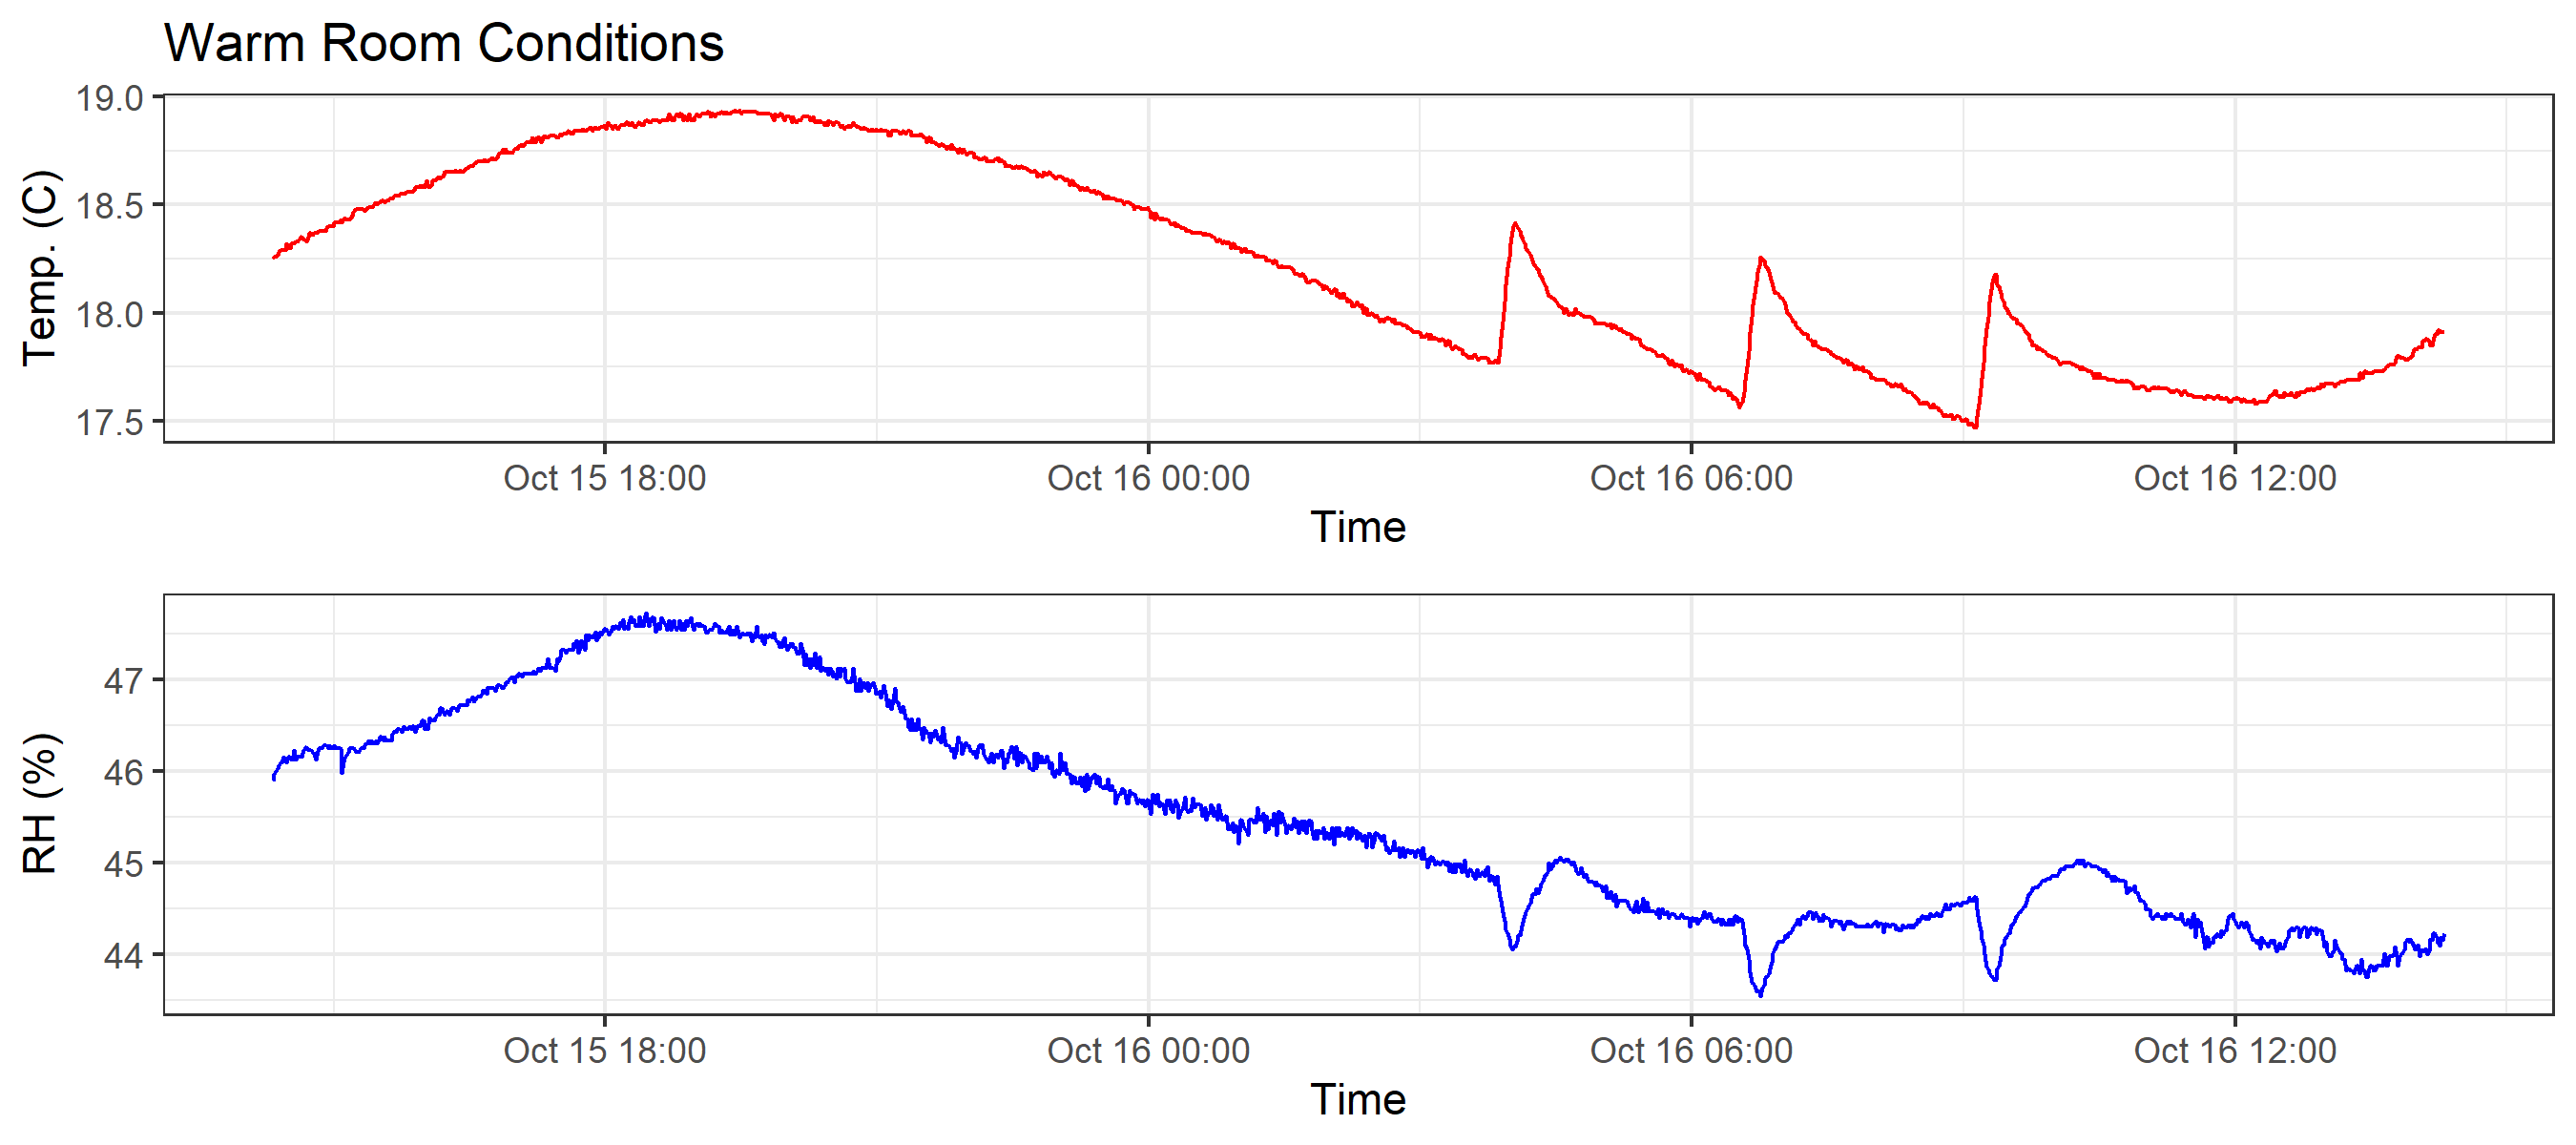 Warm Room Conditions
Temp. (C)
19.0
18.5
18.0
17.5
Oct 15 18:00 Oct 16 00:00 Oct 16 06:00 Oct 16 12:00
Time
RH (%)
47
46
45
44
Oct 15 18:00 Oct 16 00:00 Oct 16 06:00 Oct 16 12:00
Time